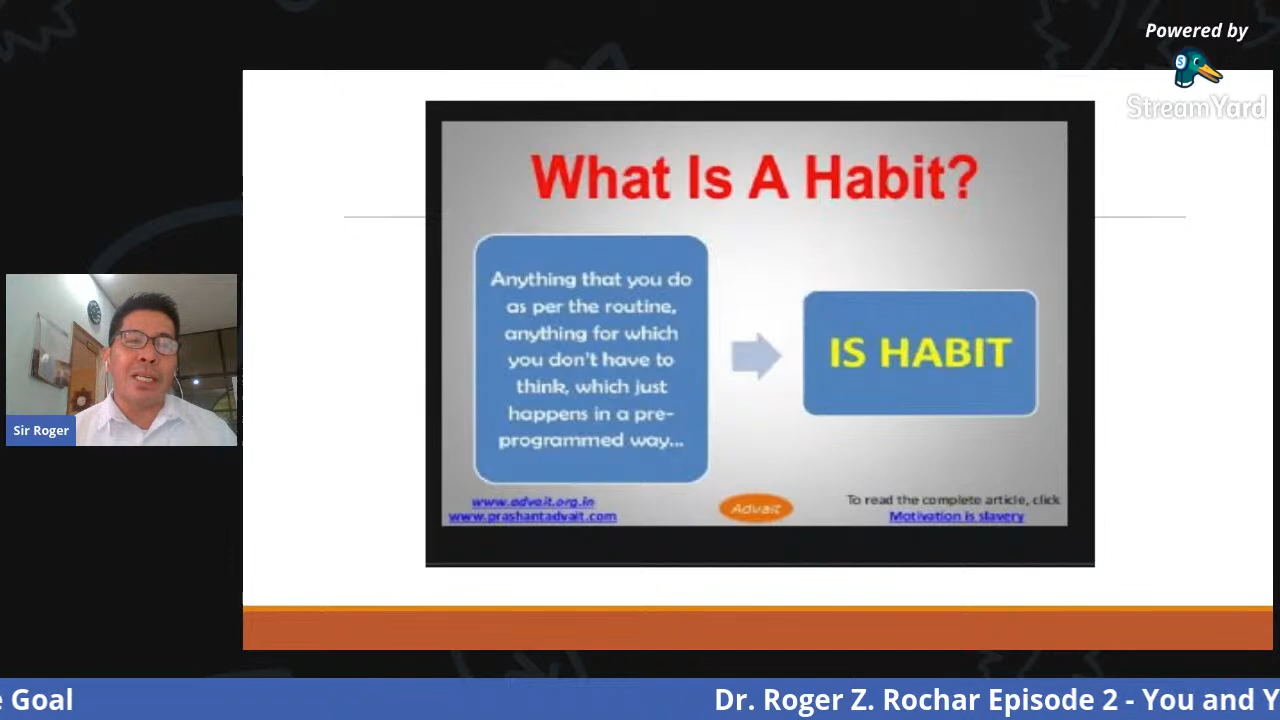 Powered by
StreamYard
What Is A Habit?
Anything that you do
as per the routine,
anything for which
you don't have to
think, which just
happens in a pre-
programmed way...
IS HABIT
www.advait.org.in
www.prashantadvait.com
Advait
To read the complete article, click
Motivation is slavery
Sir Roger
e Goal
Dr. Roger Z. Rochar Episode 2 - You and Y